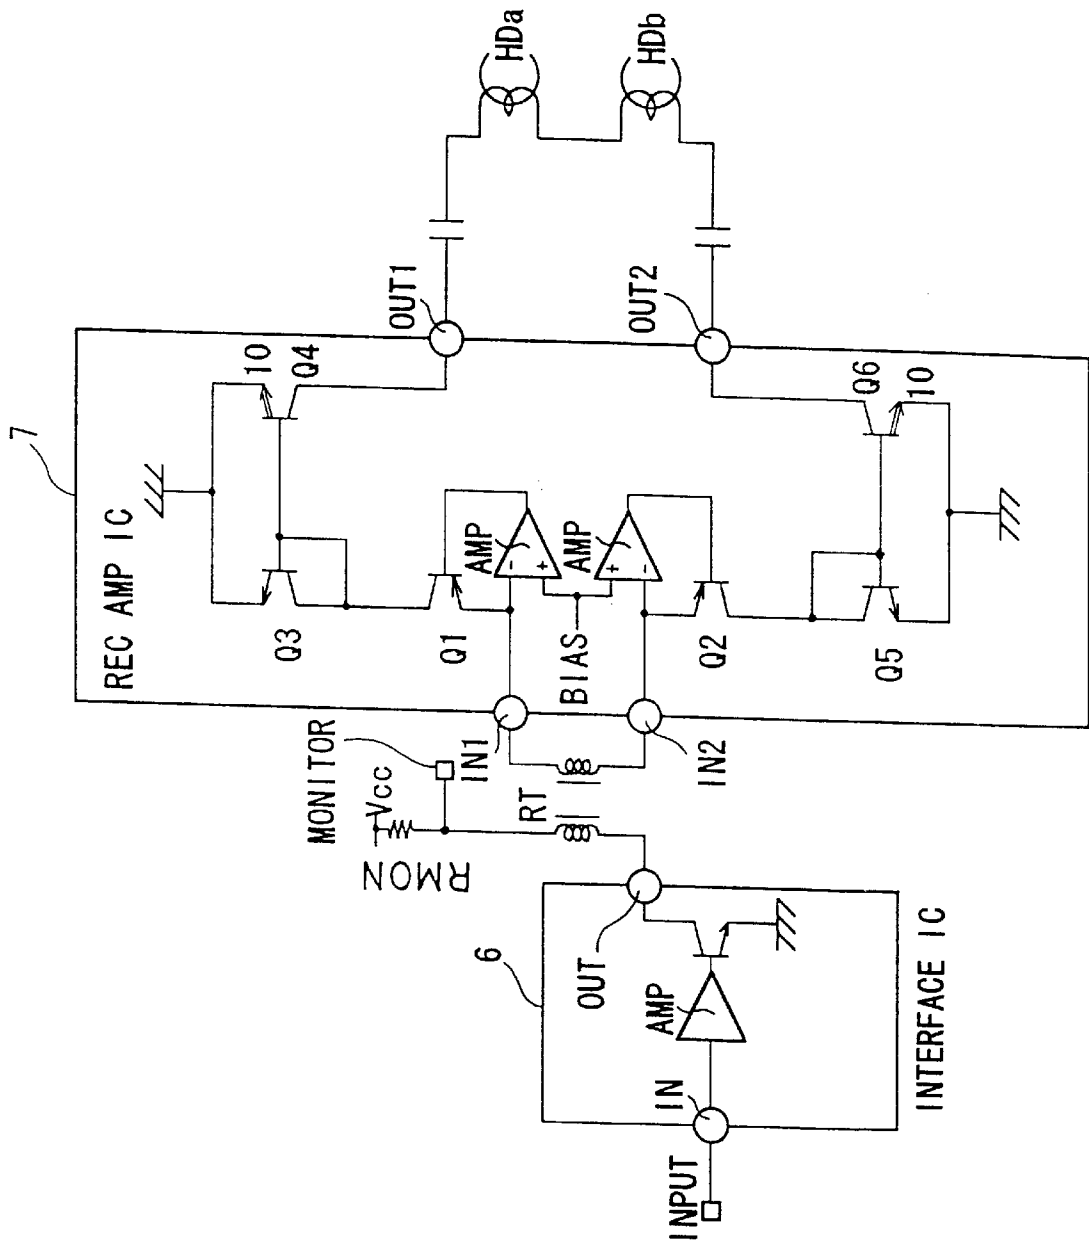 INPUT
IN
AMP
OUT
6
INTERFACE IC
RMON
Vcc
MONITOR
RT
IN1
IN2
7
REC AMP IC
Q3
10
Q4
Q1
AMP
-
+
BIAS
AMP
+
-
Q2
Q5
Q6
10
OUT1
OUT2
HDa
HDb